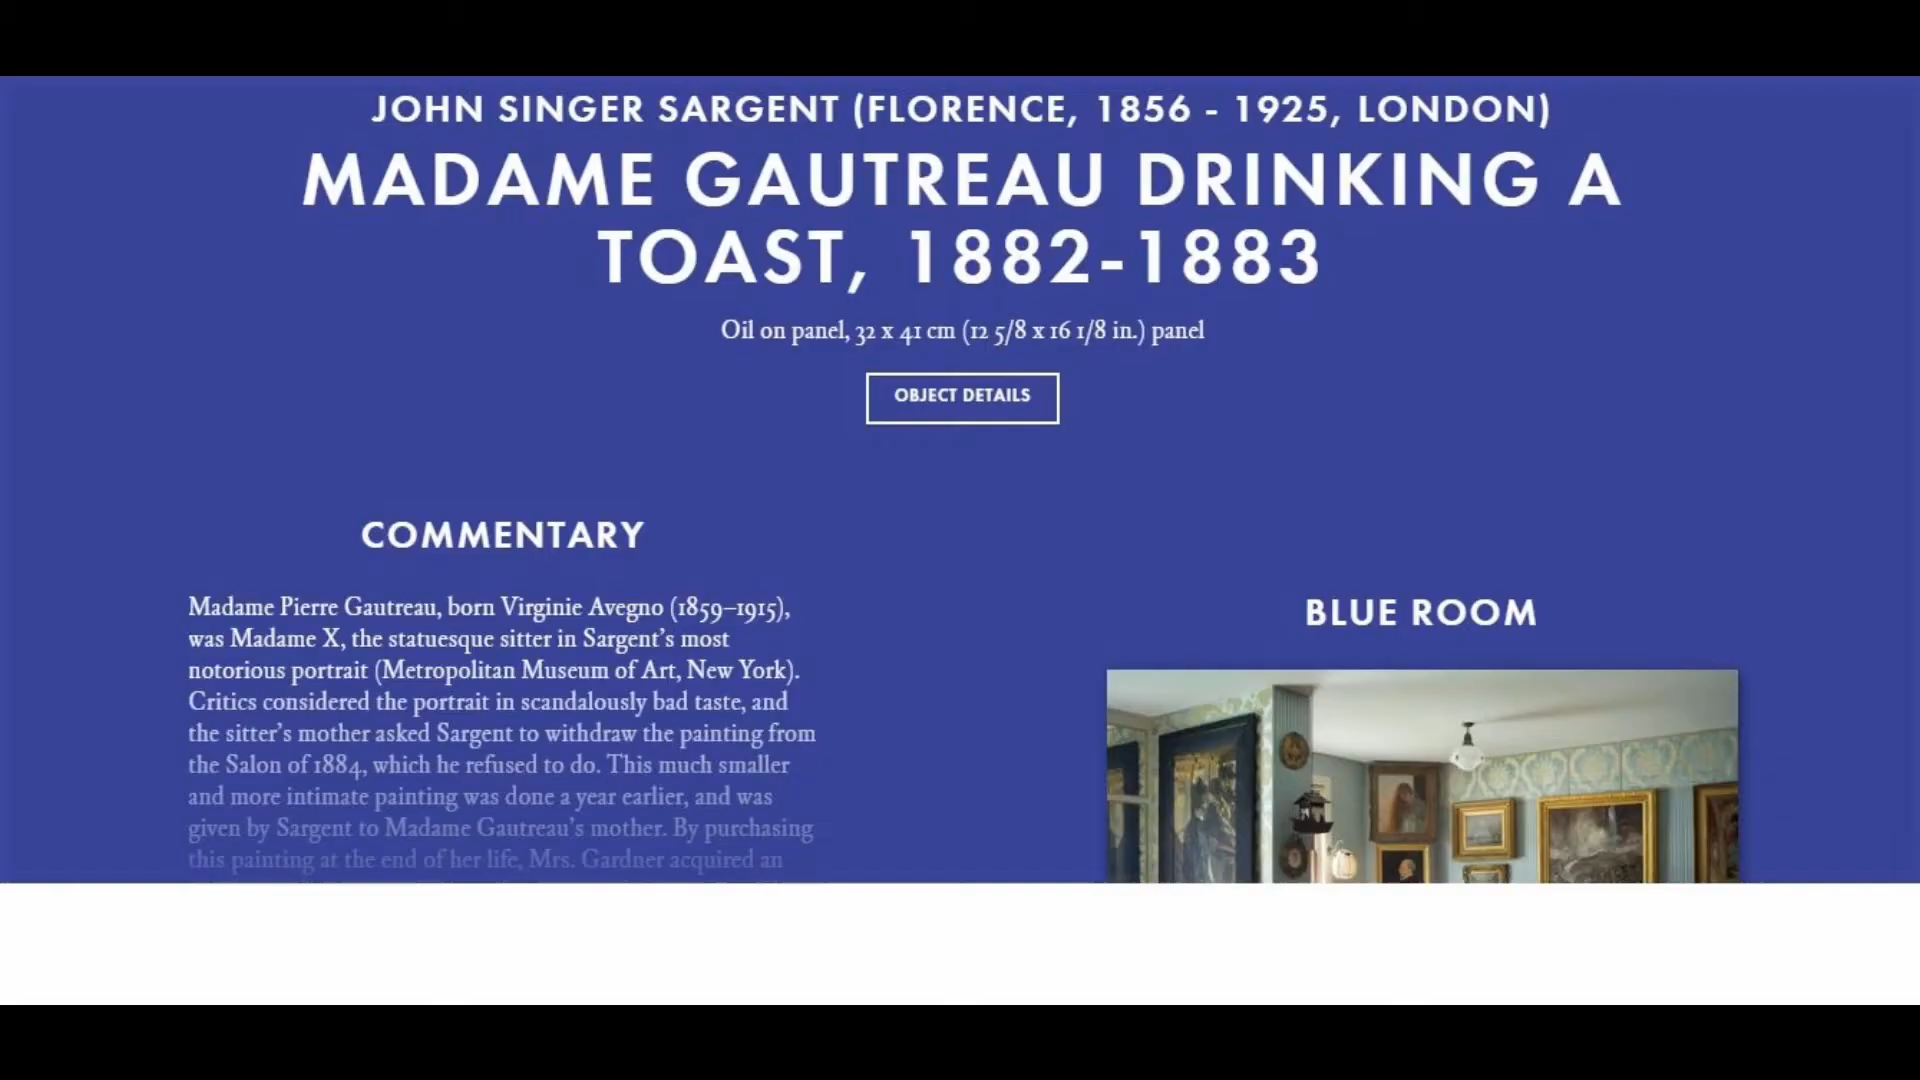 JOHN SINGER SARGENT (FLORENCE, 1856 - 1925, LONDON)
MADAME GAUTREAU DRINKING A
TOAST, 1882-1883
Oil on panel, 32 x 41 cm (12 5/8 x 16 1/8 in.) panel
OBJECT DETAILS
COMMENTARY
Madame Pierre Gautreau, born Virginie Avegno (1859–1915),
was Madame X, the statuesque sitter in Sargent’s most
notorious portrait (Metropolitan Museum of Art, New York).
Critics considered the portrait in scandalously bad taste, and
the sitter’s mother asked Sargent to withdraw the painting from
the Salon of 1884, which he refused to do. This much smaller
and more intimate painting was done a year earlier, and was
given by Sargent to Madame Gautreau’s mother. By purchasing
this painting at the end of her life, Mrs. Gardner acquired an
BLUE ROOM